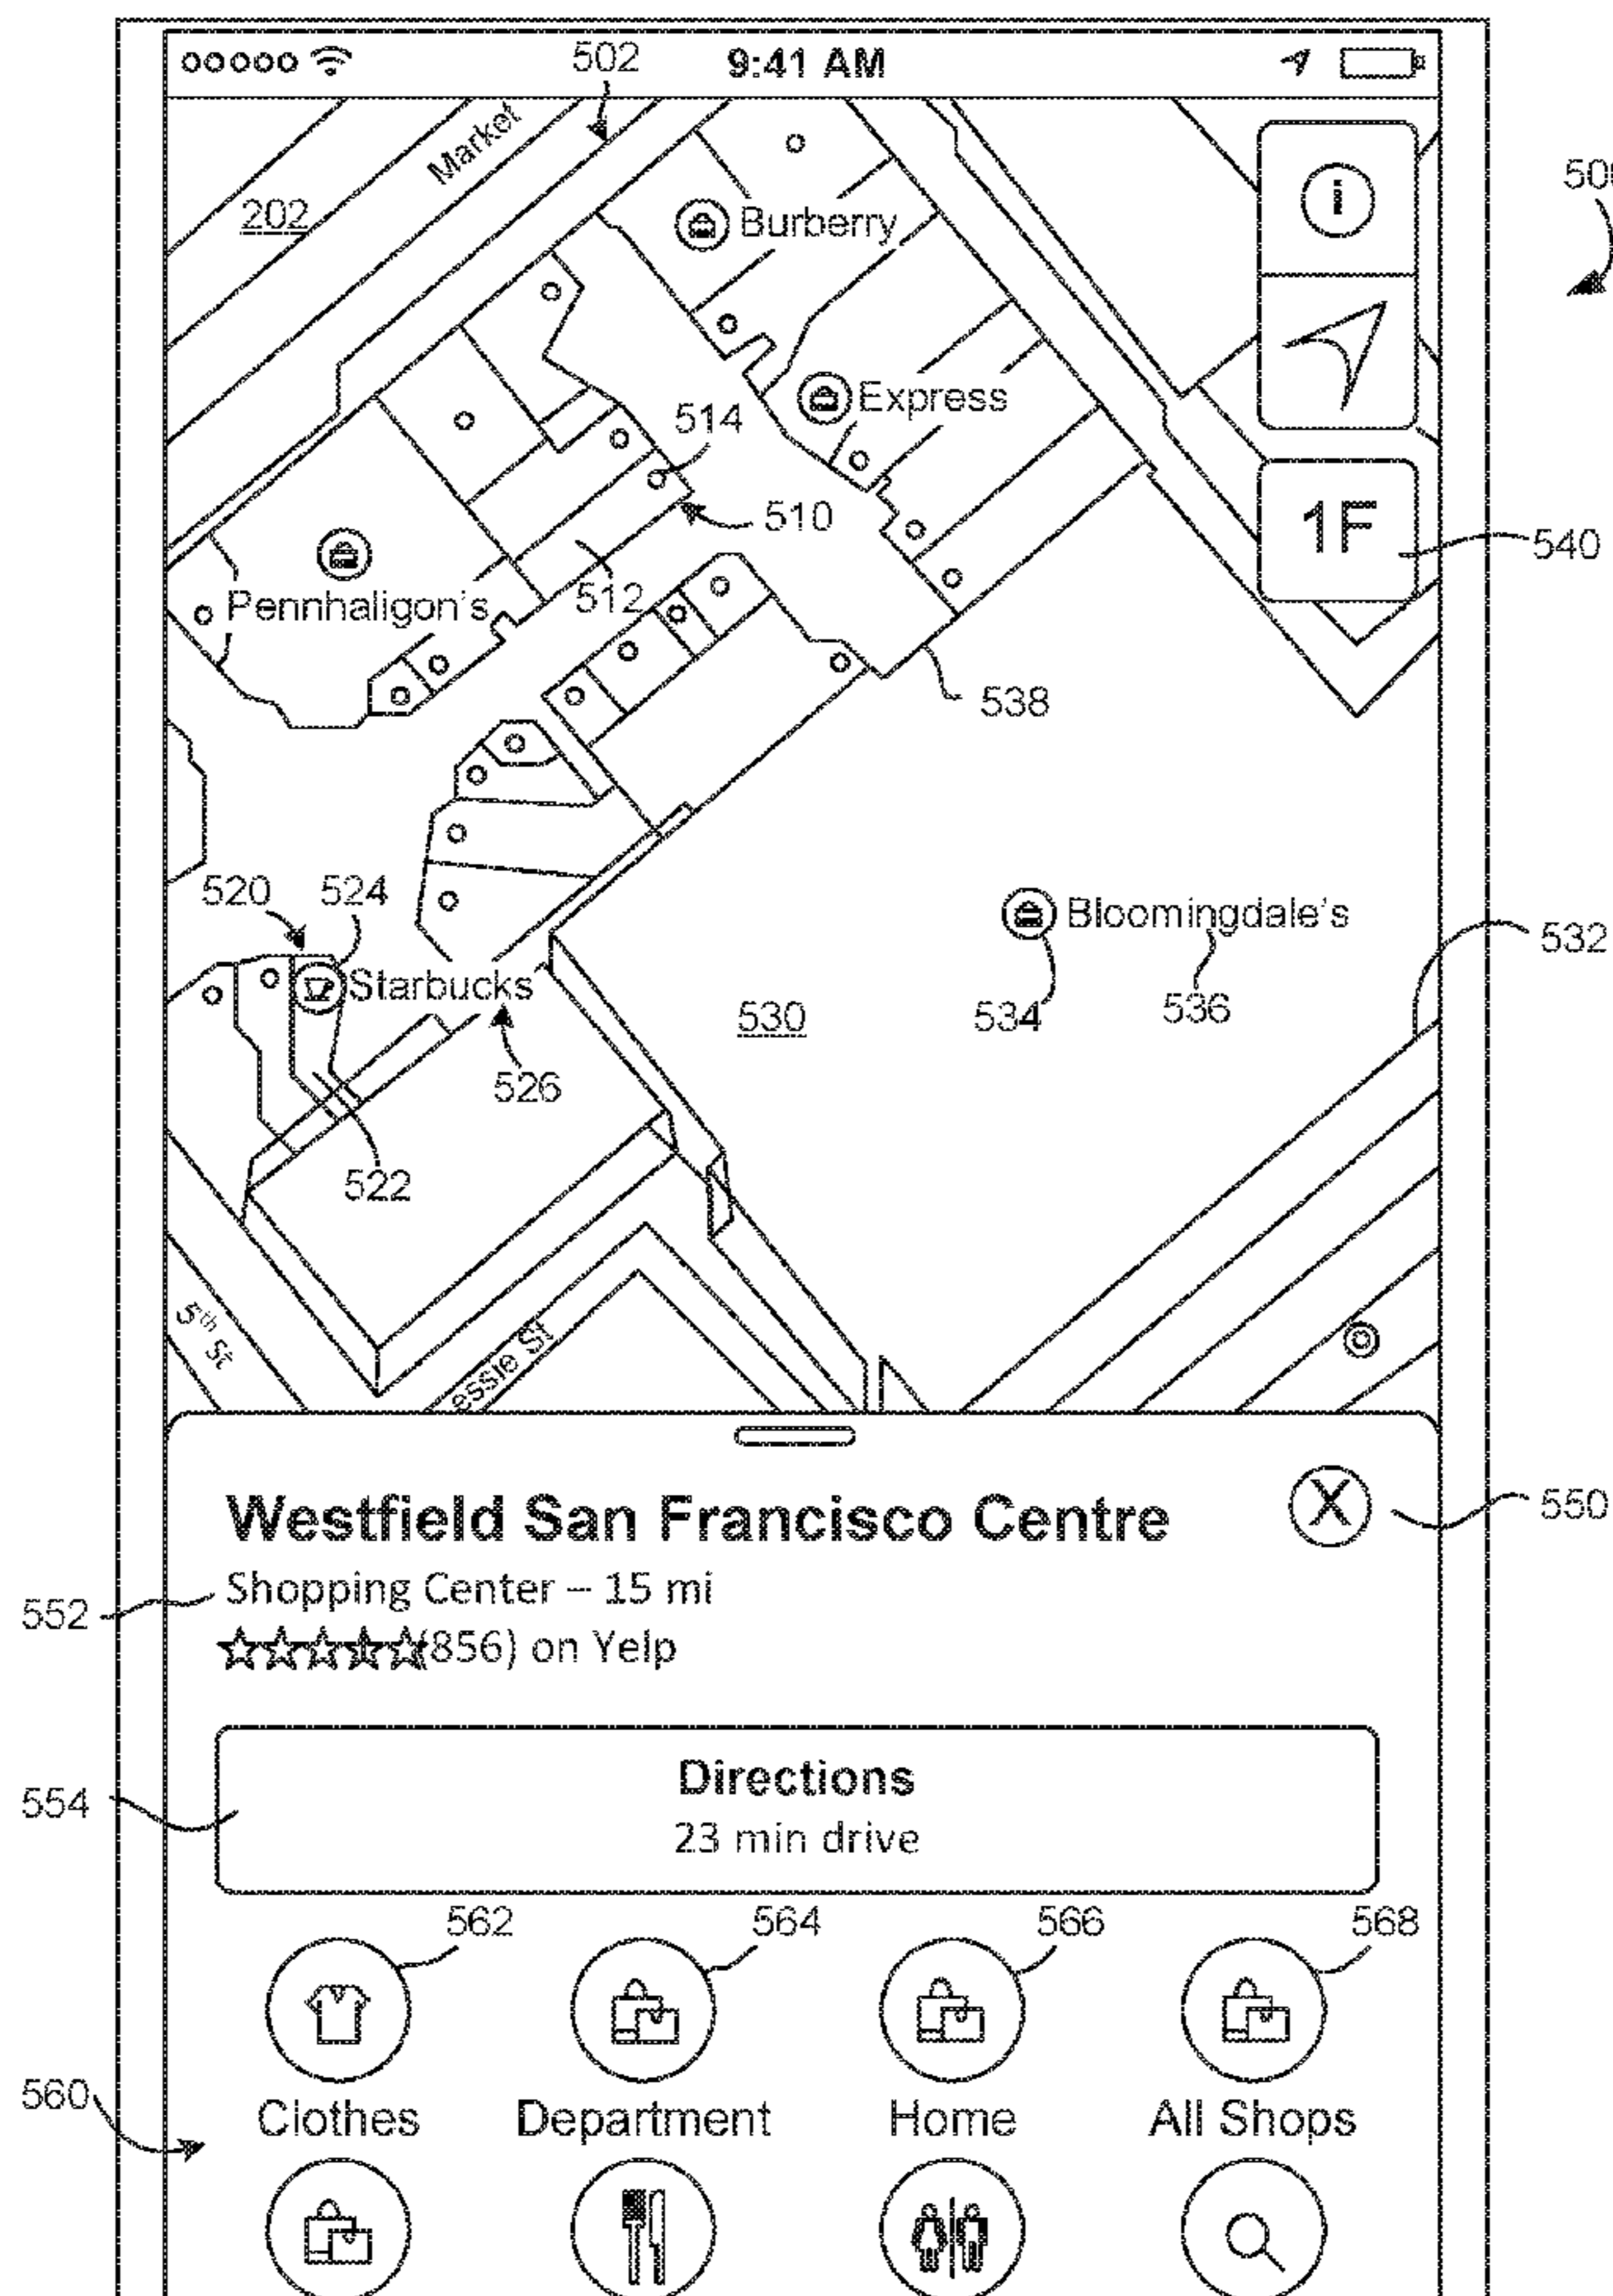 502 9:41 AM
Market
500
202
Burberry
Express
514
510
1F
540
Pennhaligon's
512
538
520 524
Bloomingdale's
532
Starbucks
530
534
536
526
522
5th St
essie St
Westfield San Francisco Centre
X
550
Shopping Center – 15 mi
552
(856) on Yelp
Directions
554
23 min drive
562 564 566 568
560
Clothes Department Home All Shops